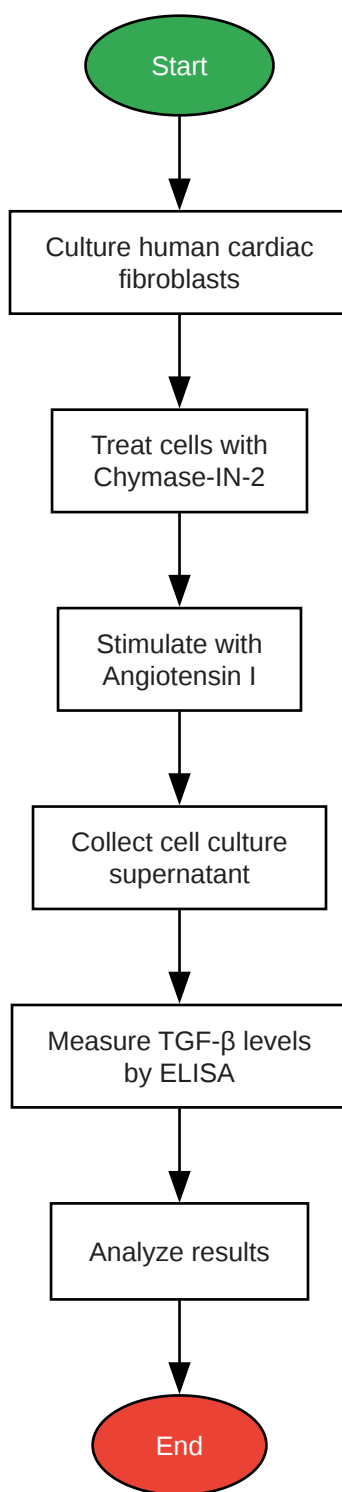 Start
Culture human cardiac
fibroblasts
Treat cells with
Chymase-IN-2
Stimulate with
Angiotensin I
Collect cell culture
supernatant
Measure TGF-β levels
by ELISA
Analyze results
End